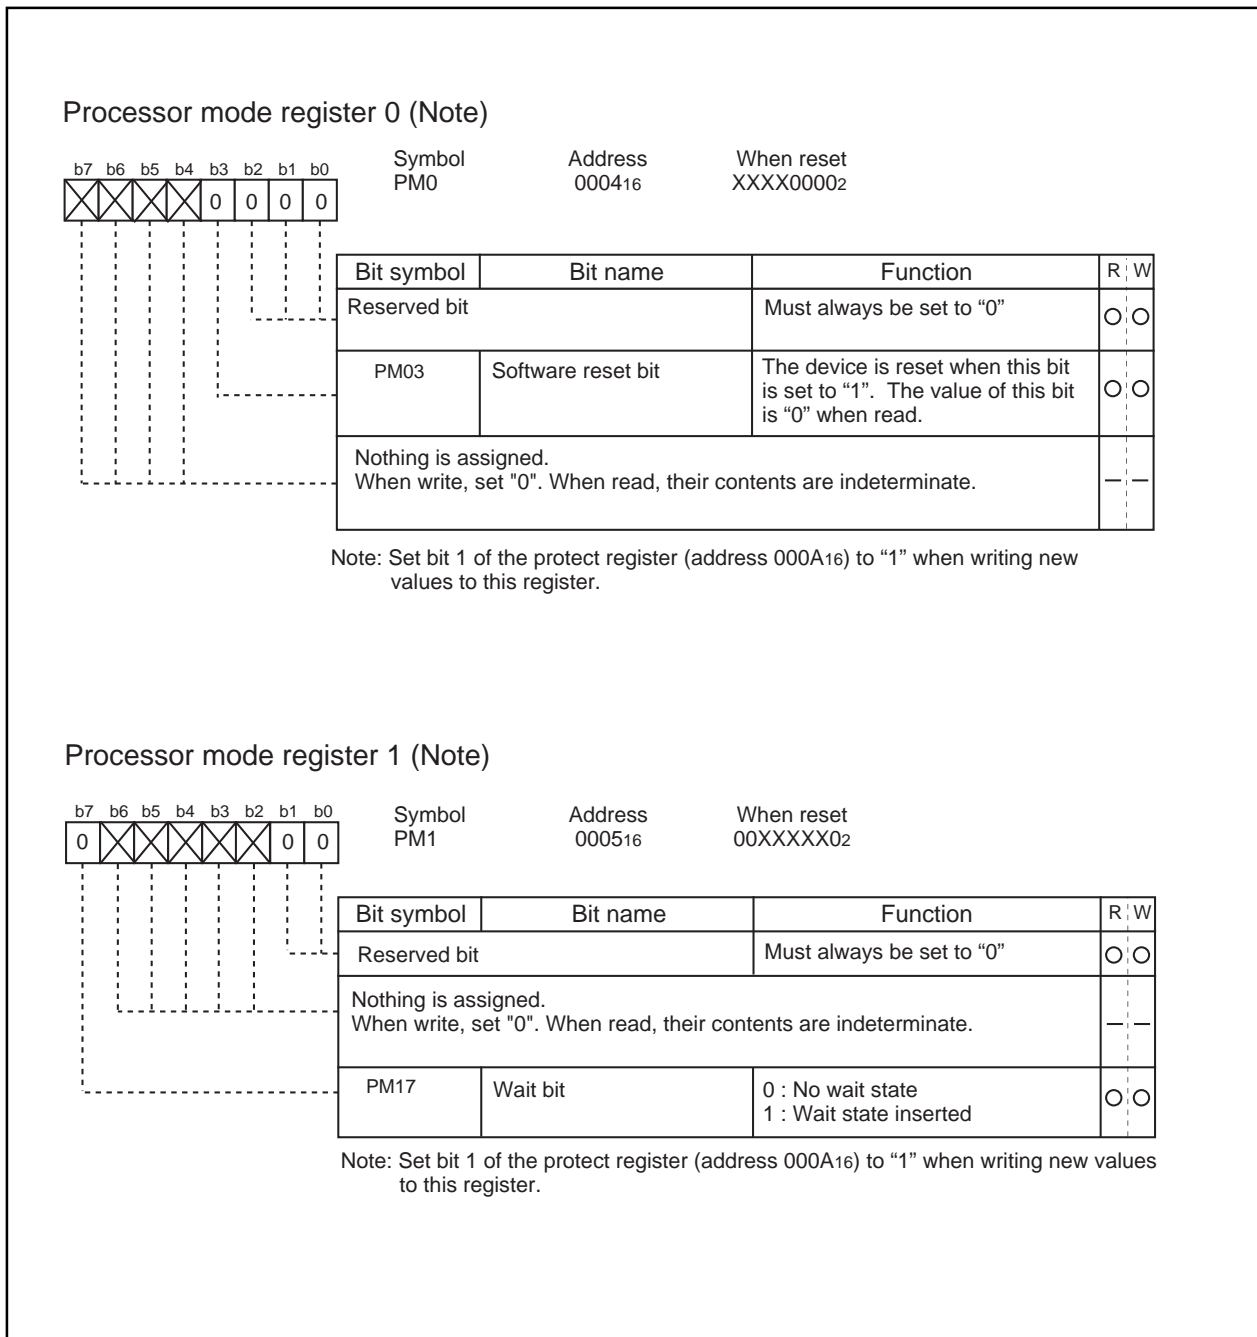 Processor mode register 0 (Note)
Symbol Address When reset
b7 b6 b5 b4 b3 b2 b1 b0
PM0 000416 XXXX00002
0 0 0 0
Bit symbol Bit name Function R W
Reserved bit Must always be set to “0”
PM03 Software reset bit The device is reset when this bit
is set to “1”. The value of this bit
is “0” when read.
Nothing is assigned.
When write, set "0". When read, their contents are indeterminate.
Note: Set bit 1 of the protect register (address 000A16) to “1” when writing new
values to this register.
Processor mode register 1 (Note)
b7 b6 b5 b4 b3 b2 b1 b0
Symbol Address When reset
PM1 000516 00XXXXX02
0 0 0
Bit symbol Bit name Function R W
Reserved bit Must always be set to “0”
Nothing is assigned.
When write, set "0". When read, their contents are indeterminate.
PM17 Wait bit 0 : No wait state
1 : Wait state inserted
Note: Set bit 1 of the protect register (address 000A16) to “1” when writing new values
to this register.